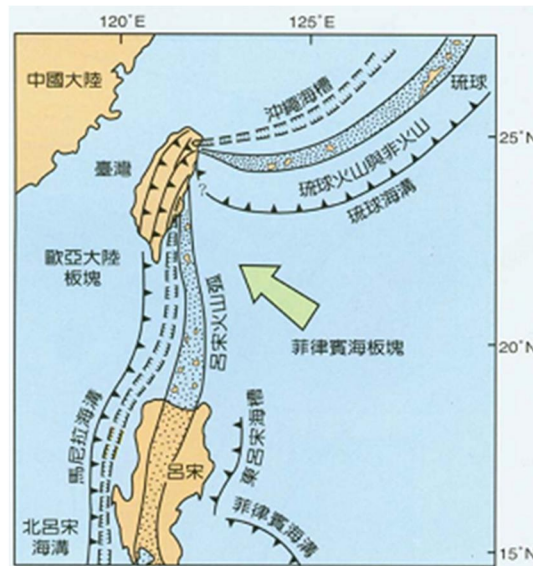 120°E
125°E
中國大陸
沖繩海槽
琉球
25°N
臺灣
琉球火山與非火山
?
琉球海溝
歐亞大陸
板塊
呂宋火山弧
菲律賓海板塊
20°N
馬尼拉海溝
東呂宋海槽
呂宋
菲律賓海溝
北呂宋
海溝
15°N